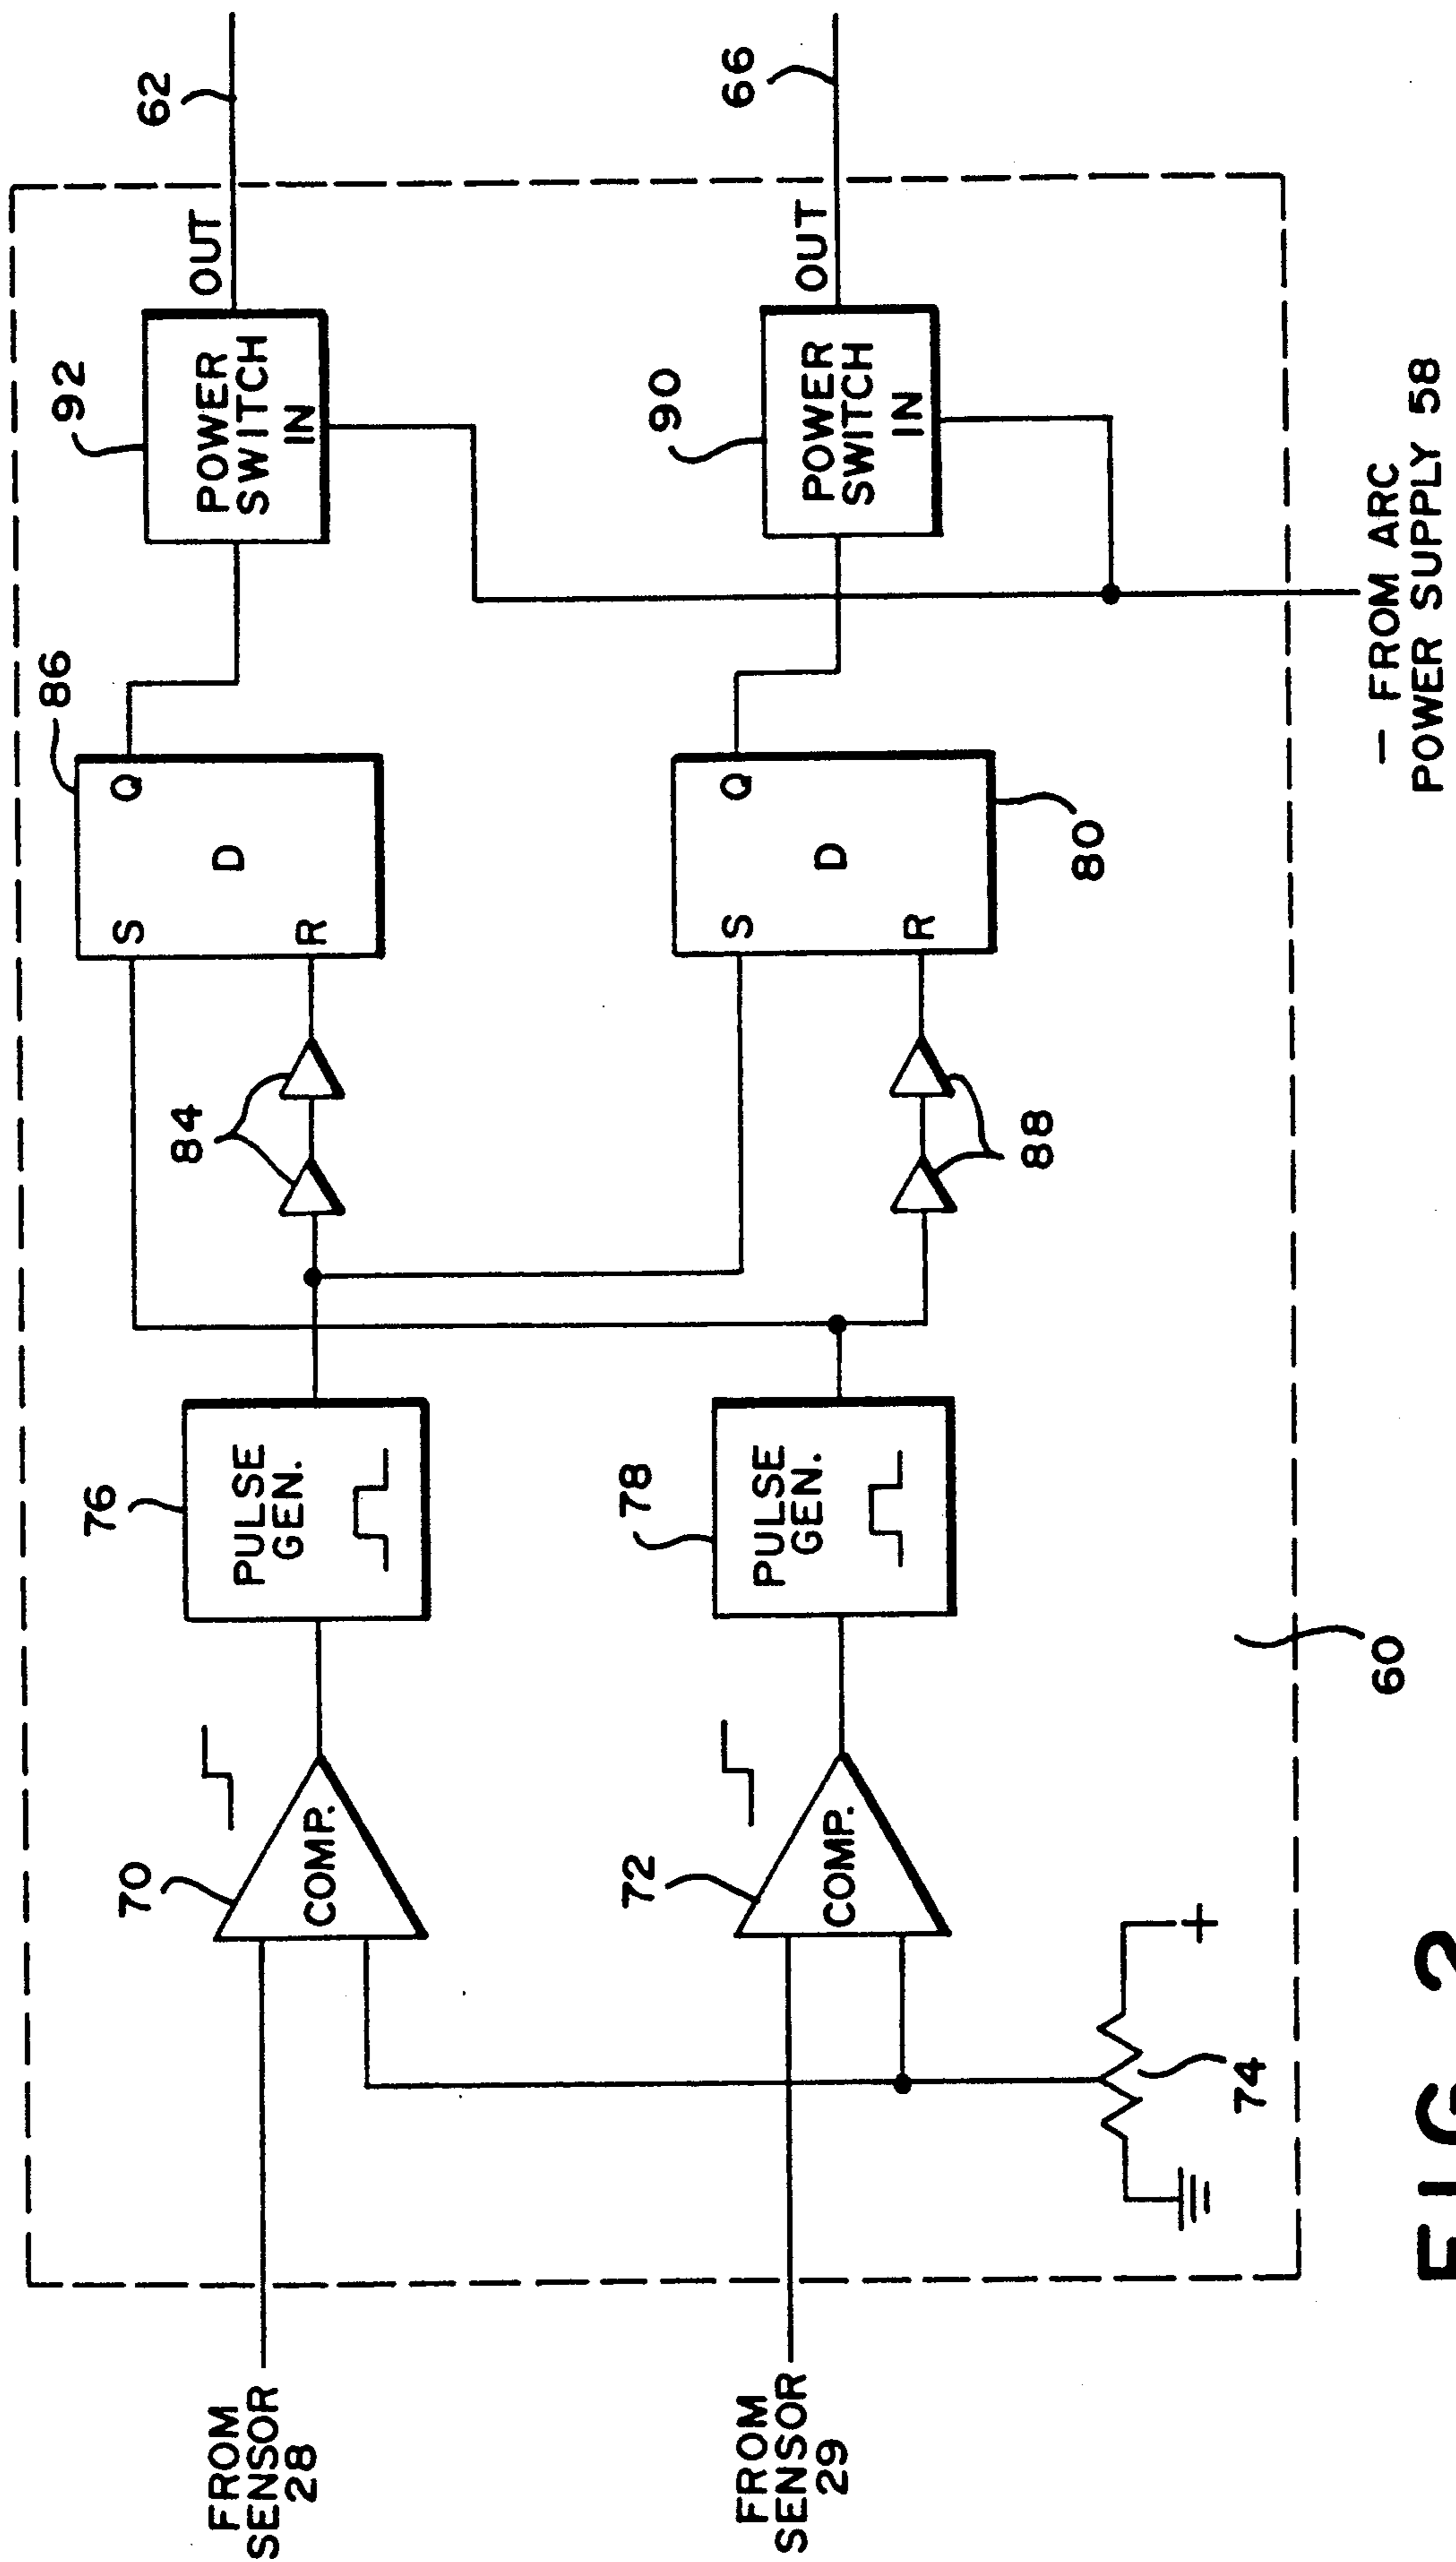 62
66
OUT
OUT
92
POWER
SWITCH
IN
90
POWER
SWITCH
IN
— FROM ARC
POWER SUPPLY 58
86
S
Q
D
R
S
Q
D
R
80
84
88
76
PULSE
GEN.
78
PULSE
GEN.
60
70
COMP.
72
COMP.
+
74
FROM
SENSOR
28
FROM
SENSOR
29